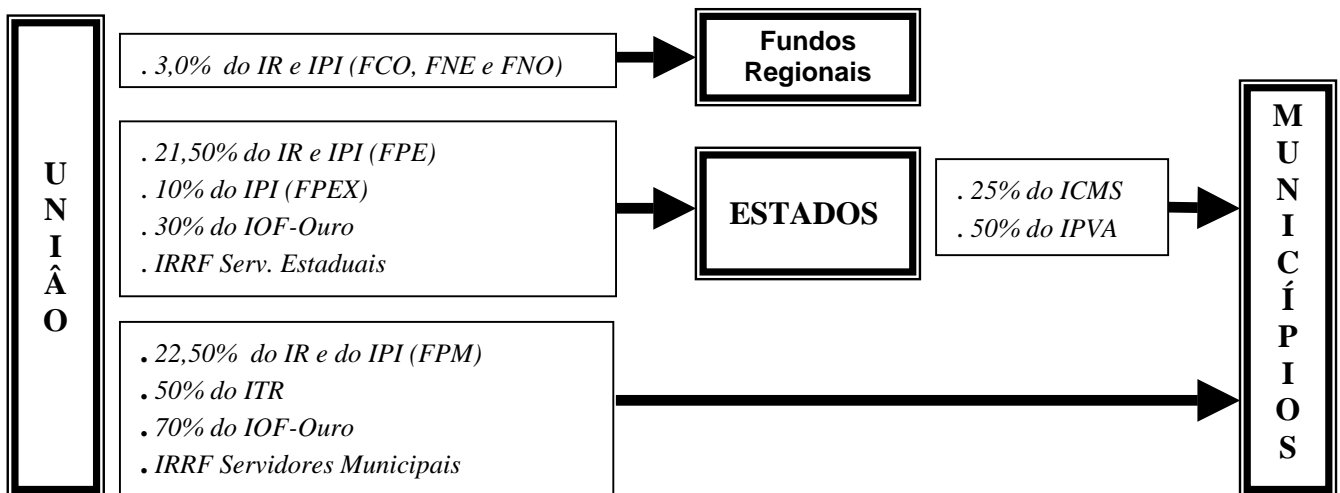 U
N
I
Â
O
. 3,0% do IR e IPI (FCO, FNE e FNO)
Fundos
Regionais
. 21,50% do IR e IPI (FPE)
. 10% do IPI (FPEX)
. 30% do IOF-Ouro
. IRRF Serv. Estaduais
ESTADOS
. 25% do ICMS
. 50% do IPVA
. 22,50% do IR e do IPI (FPM)
. 50% do ITR
. 70% do IOF-Ouro
. IRRF Servidores Municipais
M
U
N
I
C
Í
P
I
O
S